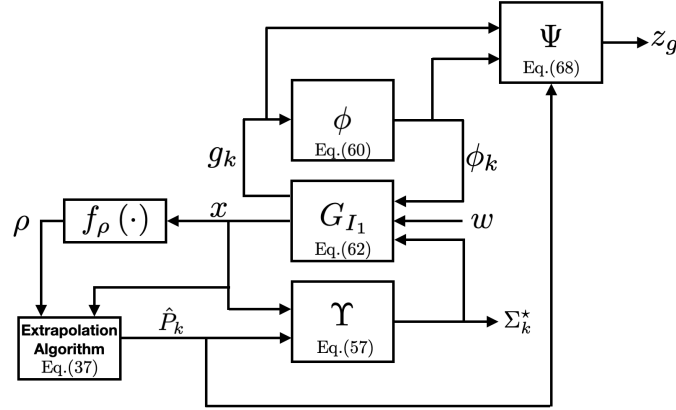 Ψ
Eq.(68)
z_g
ϕ
Eq.(60)
g_k
ϕ_k
G_{I_1}
Eq.(62)
w
x
f_ρ (·)
ρ
Extrapolation
Algorithm
Eq.(37)
P̂_k
Υ
Eq.(57)
Σ_k^⋆